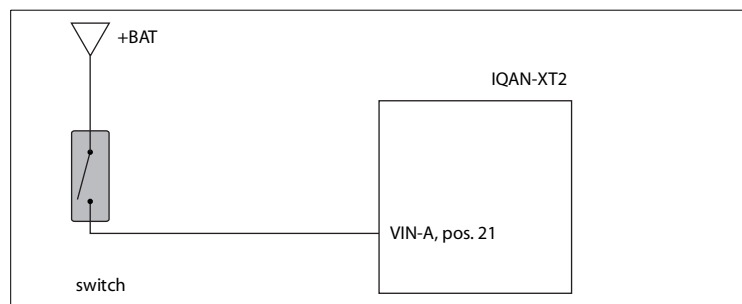 +BAT
IQAN-XT2
VIN-A, pos. 21
switch